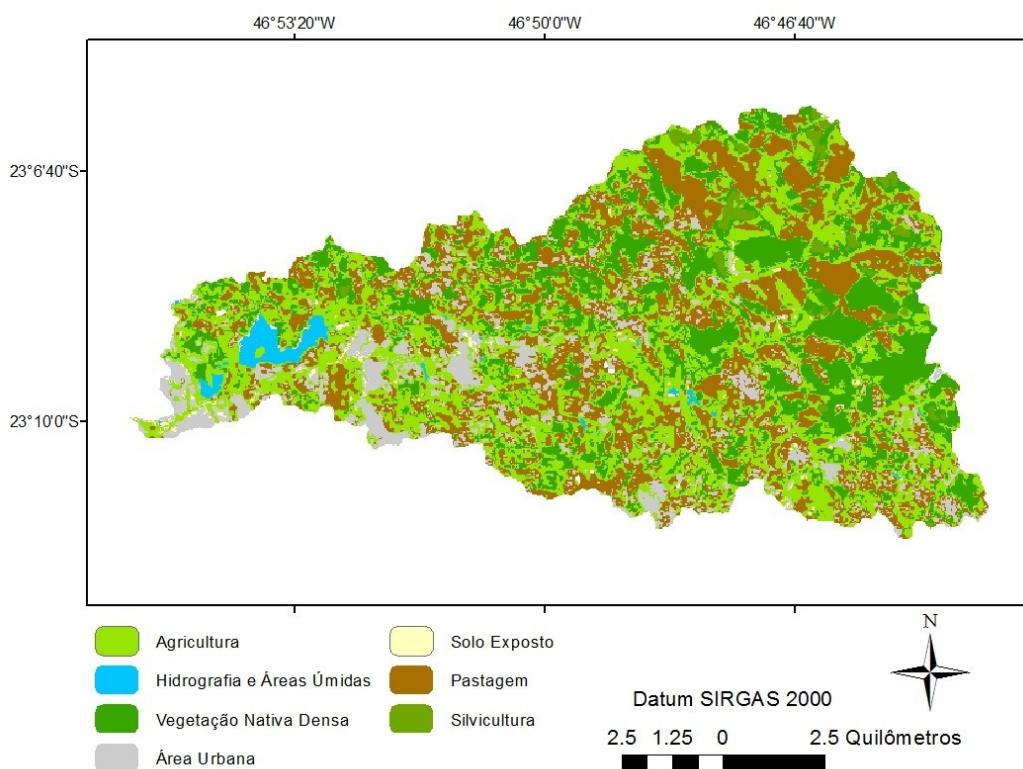 46°53'20"W 46°50'0"W 46°46'40"W
23°6'40"S
23°10'0"S
Agricultura
Hidrografia e Áreas Úmidas
Vegetação Nativa Densa
Área Urbana
Solo Exposto
Pastagem
Silvicultura
N
Datum SIRGAS 2000
2.5 1.25 0 2.5 Quilômetros